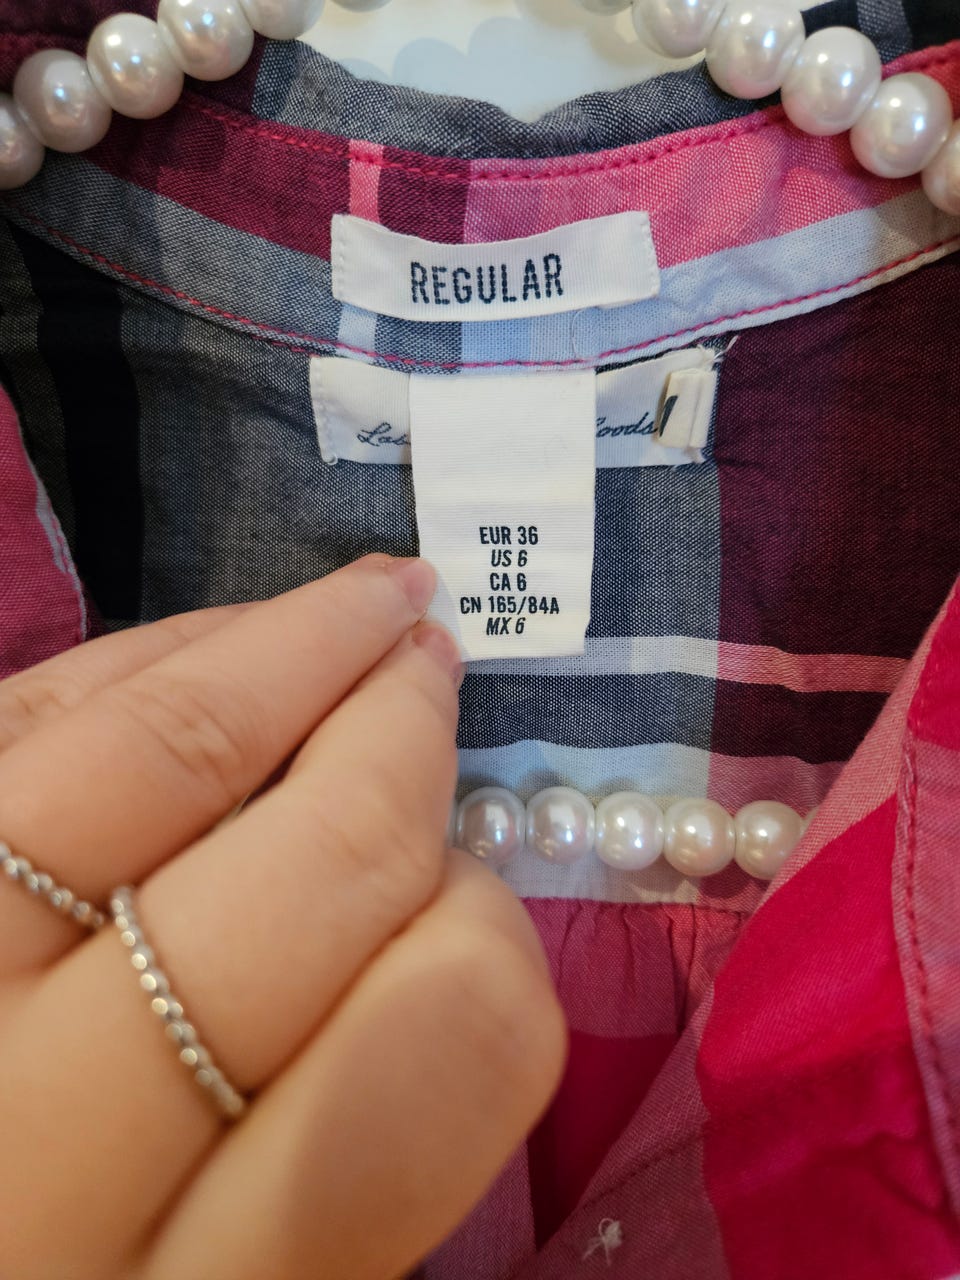 REGULAR
EUR 36
US 6
CA 6
CN 165/84A
MX 6